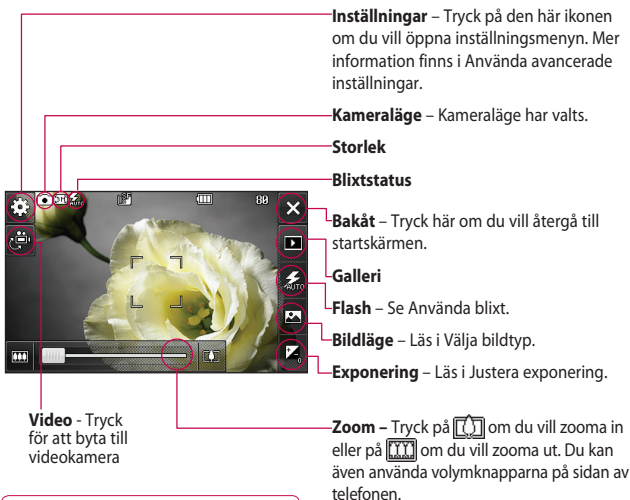 Inställningar – Tryck på den här ikonen
om du vill öppna inställningsmenyn. Mer
information finns i Använda avancerade
inställningar.
Kameraläge – Kameraläge har valts.
Storlek
Blixtstatus
80
AUTO
Bakåt – Tryck här om du vill återgå till
startskärmen.
Galleri
Flash – Se Använda blixt.
AUTO
Bildläge – Läs i Välja bildtyp.
Exponering – Läs i Justera exponering.
0
Video - Tryck
för att byta till
videokamera
Zoom – Tryck på om du vill zooma in
eller på om du vill zooma ut. Du kan
även använda volymknapparna på sidan av
telefonen.